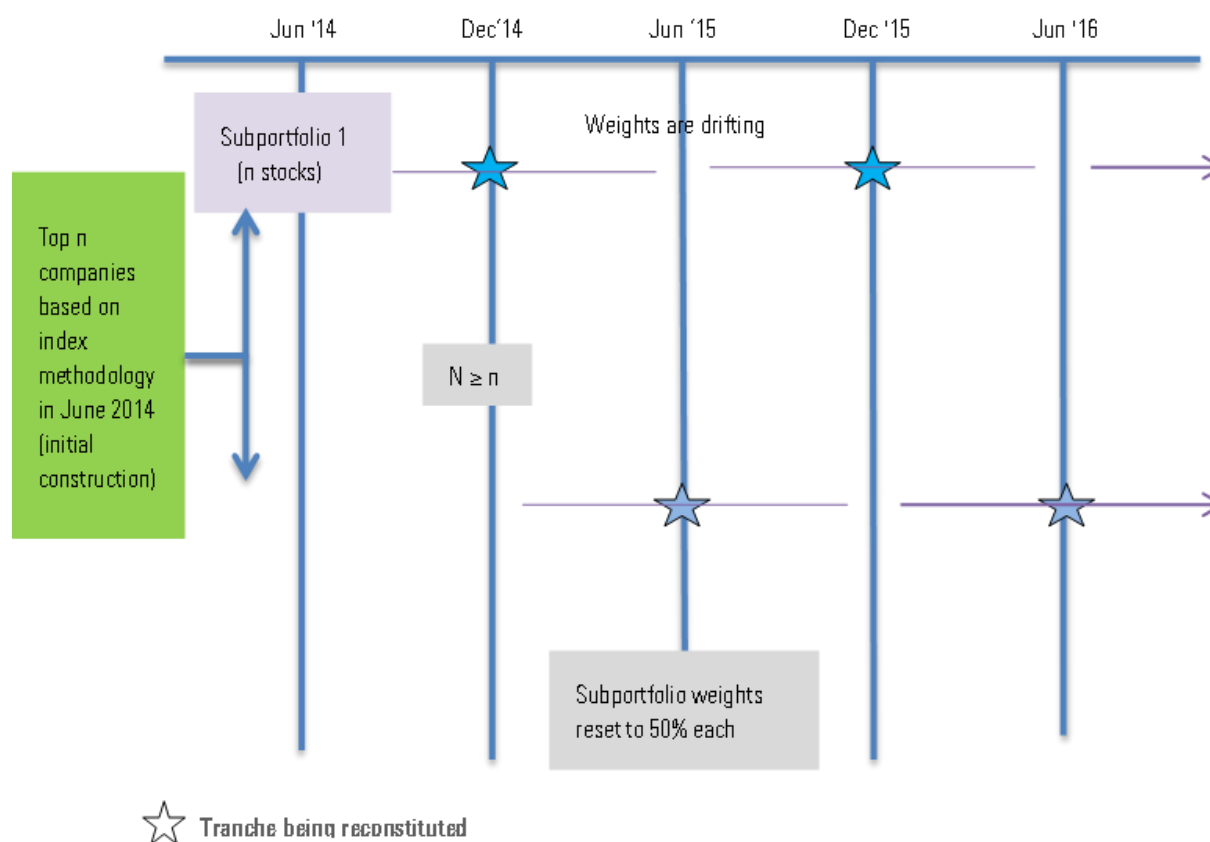 Jun '14
Dec´14
Jun ´15
Dec '15
Jun '16
Weights are drifting
Subportfolio 1
(n stocks)
Top n
companies
based on
index
methodology
in June 2014
(initial
construction)
N ≥ n
Subportfolio weights
reset to 50% each
Tranche being reconstituted